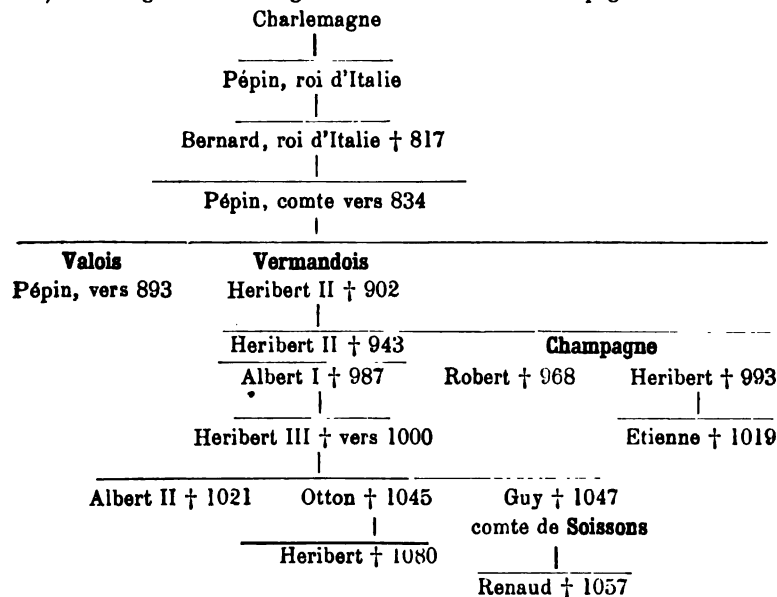 Charlemagne
Pépin, roi d'Italie
Bernard, roi d'Italie † 817
Pépin, comte vers 834
Valois Vermandois
Pépin, vers 893 Heribert II † 902
Heribert II † 943 Champagne
Albert I † 987 Robert † 968 Heribert † 993
Heribert III † vers 1000 Etienne † 1019
Albert II † 1021 Otton † 1045 Guy † 1047
comte de Soissons
Heribert † 1080
Renaud † 1057